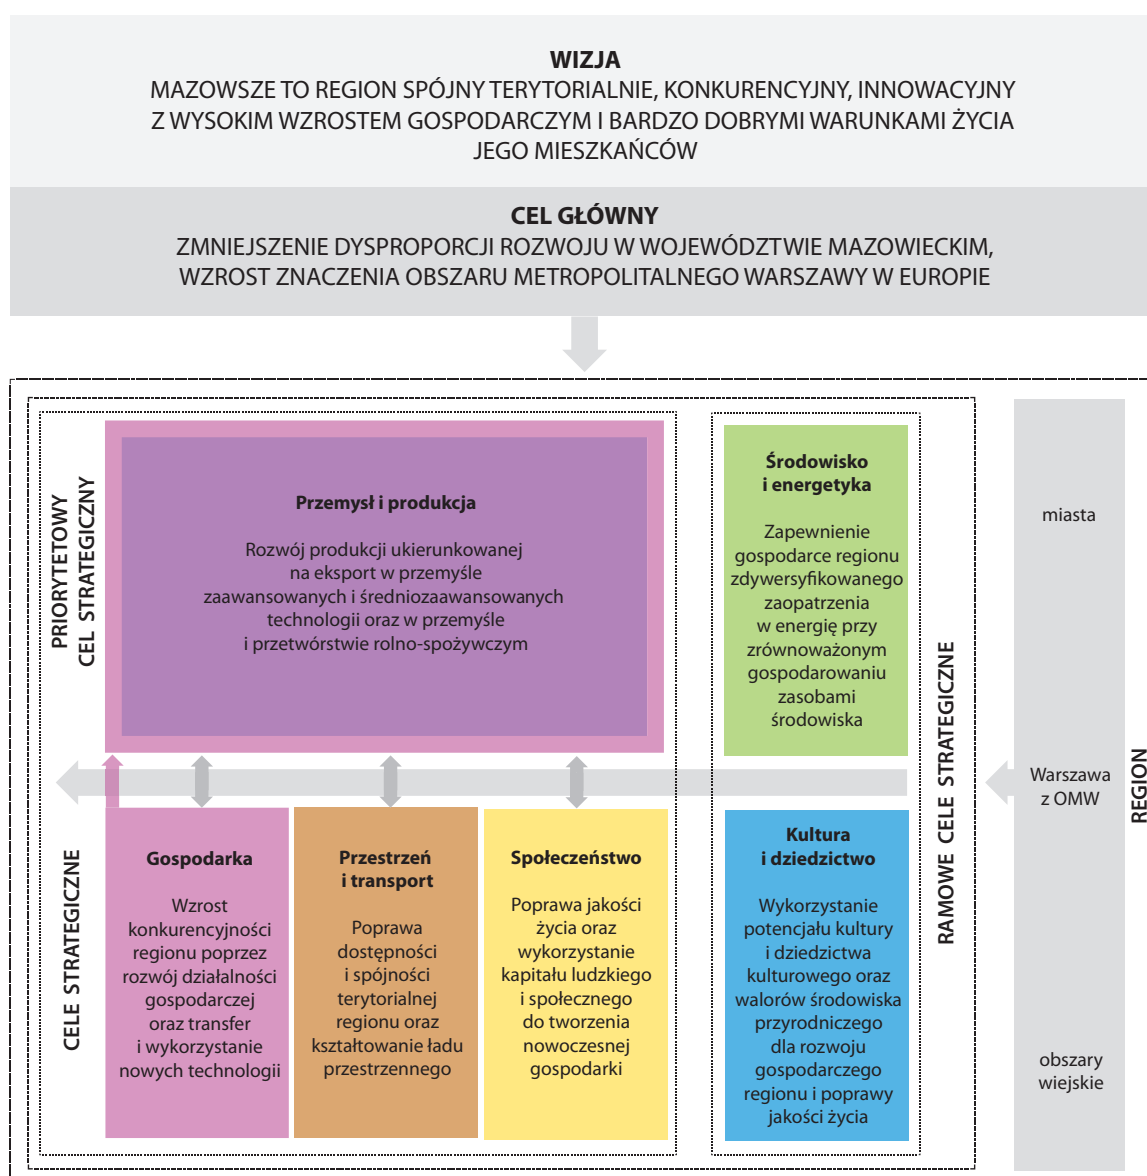 WIZJA
MAZOWSZE TO REGION SPÓJNY TERYTORIALNIE, KONKURENCYJNY, INNOWACYJNY
Z WYSOKIM WZROSTEM GOSPODARCZYM I BARDZO DOBRYMI WARUNKAMI ŻYCIA
JEGO MIESZKAŃCÓW
CEL GŁÓWNY
ZMNIEJSZENIE DYSPROPORCJI ROZWOJU W WOJEWÓDZTWIE MAZOWIECKIM,
WZROST ZNACZENIA OBSZARU METROPOLITALNEGO WARSZAWY W EUROPIE
PRIORYTETOWY
CEL STRATEGICZNY
Przemysł i produkcja
Rozwój produkcji ukierunkowanej
na eksport w przemyśle
zaawansowanych i średniozaawansowanych
technologii oraz w przemyśle
i przetwórstwie rolno-spożywczym
Środowisko
i energetyka
Zapewnienie
gospodarce regionu
zdywersyfikowanego
zaopatrzenia
w energię przy
zrównoważonym
gospodarowaniu
zasobami
środowiska
CELE STRATEGICZNE
Gospodarka
Wzrost
konkurencyjności
regionu poprzez
rozwój działalności
gospodarczej
oraz transfer
i wykorzystanie
nowych technologii
Przestrzeń
i transport
Poprawa
dostępności
i spójności
terytorialnej
regionu oraz
kształtowanie ładu
przestrzennego
Społeczeństwo
Poprawa jakości
życia oraz
wykorzystanie
kapitału ludzkiego
i społecznego
do tworzenia
nowoczesnej
gospodarki
Kultura
i dziedzictwo
Wykorzystanie
potencjału kultury
i dziedzictwa
kulturowego oraz
walorów środowiska
przyrodniczego
dla rozwoju
gospodarczego
regionu i poprawy
jakości życia
RAMOWE CELE STRATEGICZNE
miasta
Warszawa
z OMW
obszary
wiejskie
REGION